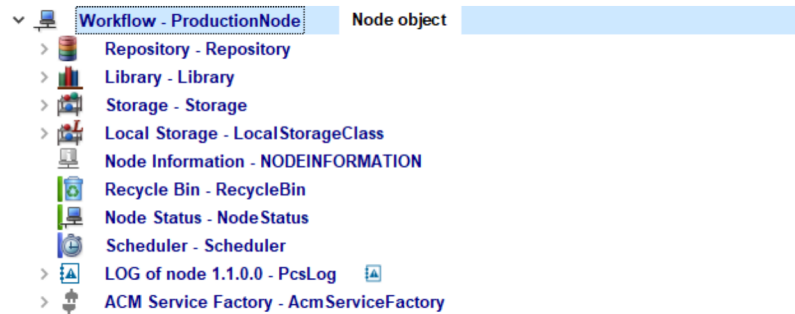 Workflow - ProductionNode Node object
Repository - Repository
Library - Library
Storage - Storage
Local Storage - LocalStorageClass
Node Information - NODEINFORMATION
Recycle Bin - RecycleBin
Node Status - NodeStatus
Scheduler - Scheduler
LOG of node 1.1.0.0 - PcsLog
ACM Service Factory - AcmServiceFactory